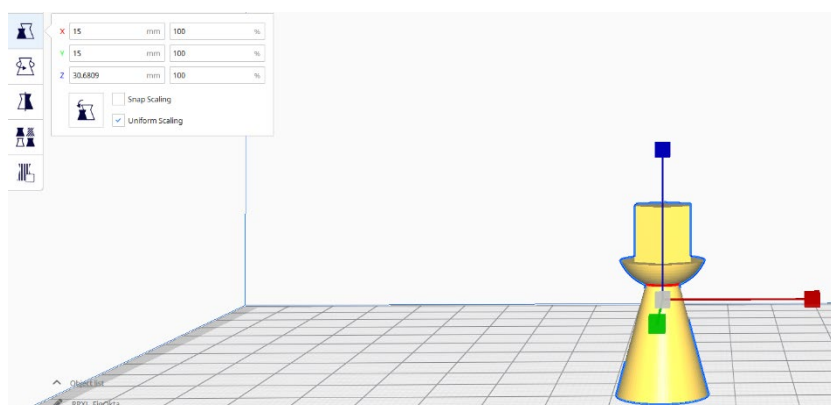 X 15 mm 100 %
Y 15 mm 100 %
Z 30.6809 mm 100 %
Snap Scaling
Uniform Scaling
Object list